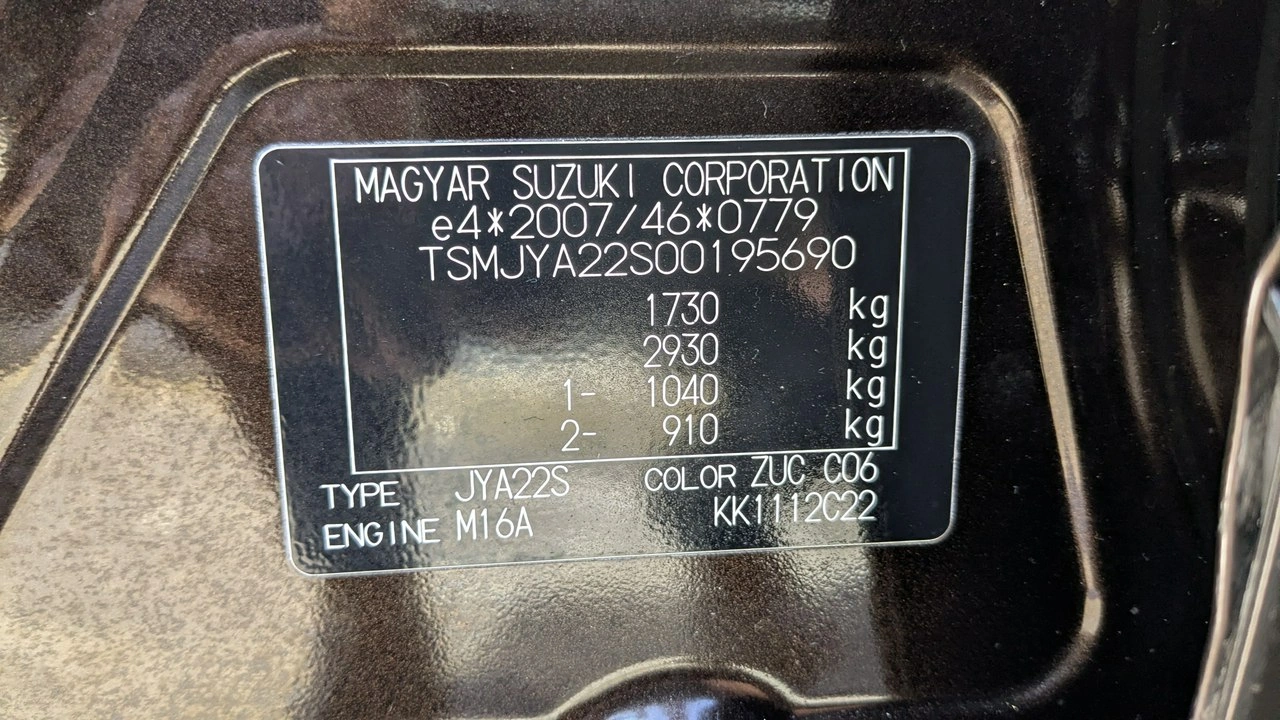 MAGYAR SUZUKI CORPORATION
e4*2007/46*0779
TSMJYA22S00195690
1730 kg
2930 kg
1- 1040 kg
2- 910 kg
TYPE JYA22S COLOR ZUC C06
ENGINE M16A KK1112C22